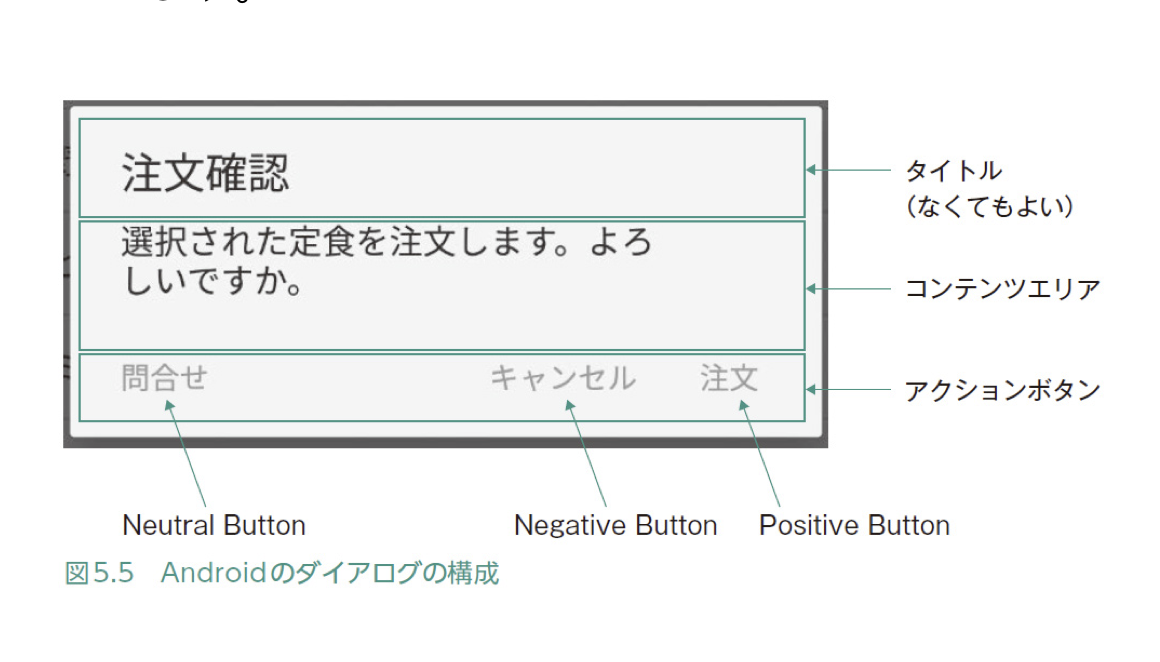 注文確認
選択された定食を注文します。よろ
しいですか。
問合せ キャンセル 注文
タイトル
（なくてもよい）
コンテンツエリア
アクションボタン
Neutral Button Negative Button Positive Button
図5.5 Androidのダイアログの構成